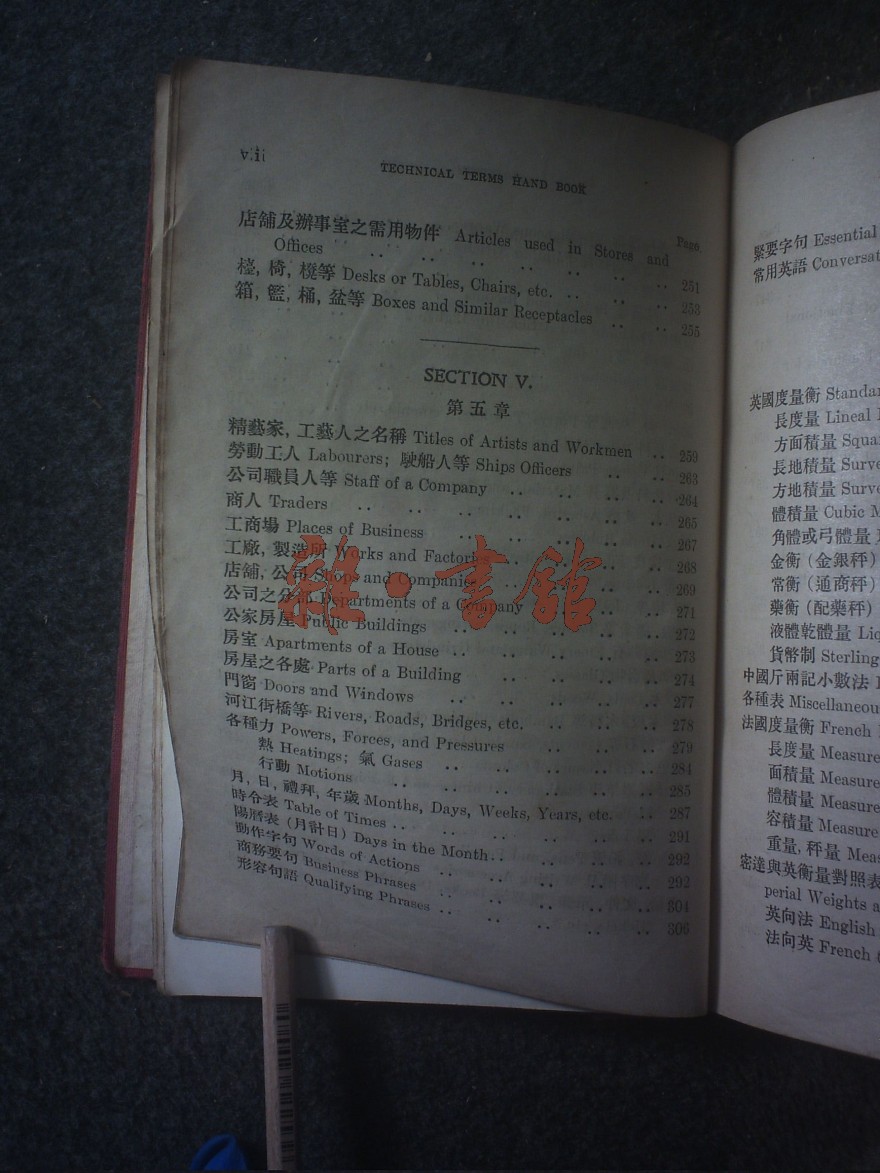 v.ii
TECHNICAL TERMS HAND BOOK
Page
店舖及辦事室之需用物件 Articles used in Stores and
Offices .. .. .. .. .. .. .. 251
檯, 椅, 櫈等 Desks or Tables, Chairs, etc. .. .. .. 253
箱, 籃, 桶, 盆等 Boxes and Similar Receptacles .. .. 255
SECTION V.
第五章
精藝家, 工藝人之名稱 Titles of Artists and Workmen .. 259
勞動工人 Labourers; 駛船人等 Ships Officers .. .. 263
公司職員人等 Staff of a Company .. .. .. .. 264
商人 Traders .. .. .. .. .. .. 265
工商場 Places of Business .. .. .. .. 267
工廠, 製造所 Works and Factories .. .. .. 268
店舖, 公司 Shops and Companies .. .. .. 269
公司之分部 Departments of a Company .. .. .. 271
公家房屋 Public Buildings .. .. .. .. .. 272
房室 Apartments of a House .. .. .. .. .. 273
房屋之各處 Parts of a Building .. .. .. .. 274
門窗 Doors and Windows .. .. .. .. 277
河江街橋等 Rivers, Roads, Bridges, etc. .. .. .. 278
各種力 Powers, Forces, and Pressures .. .. .. 279
熱 Heatings; 氣 Gases .. .. .. .. .. 284
行動 Motions .. .. .. .. .. .. 285
月, 日, 禮拜, 年歲 Months, Days, Weeks, Years, etc. .. 287
時令表 Table of Times .. .. .. .. .. 291
陽曆表 (月計日) Days in the Month .. .. .. .. 292
動作字句 Words of Actions .. .. .. .. .. 292
商務要句 Business Phrases .. .. .. .. .. 304
形容句語 Qualifying Phrases .. .. .. .. .. 306
雜·書館
緊要字句 Essential
常用英語 Conversat
英國度量衡 Standar
長度量 Lineal
方面積量 Squar
長地積量 Surve
方地積量 Surve
體積量 Cubic M
角體或弓體量
金衡 (金銀秤)
常衡 (通商秤)
藥衡 (配藥秤)
液體乾體量 Liq
貨幣制 Sterling
中國斤兩記小數法
各種表 Miscellaneou
法國度量衡 French
長度量 Measure
面積量 Measure
體積量 Measure
容積量 Measure
重量, 秤量 Meas
密達與英衡量對照表
perial Weights a
英向法 English
法向英 French